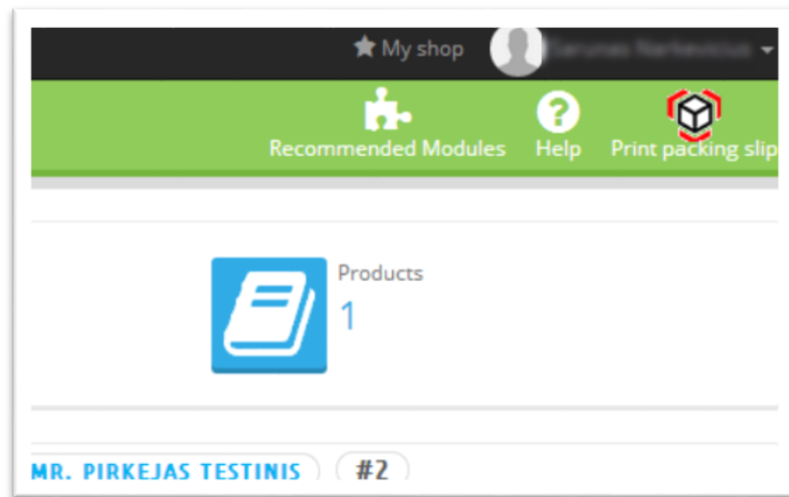 My shop
Recommended Modules
Help
Print packing slip
Products
1
MR. PIRKEJAS TESTINIS
#2